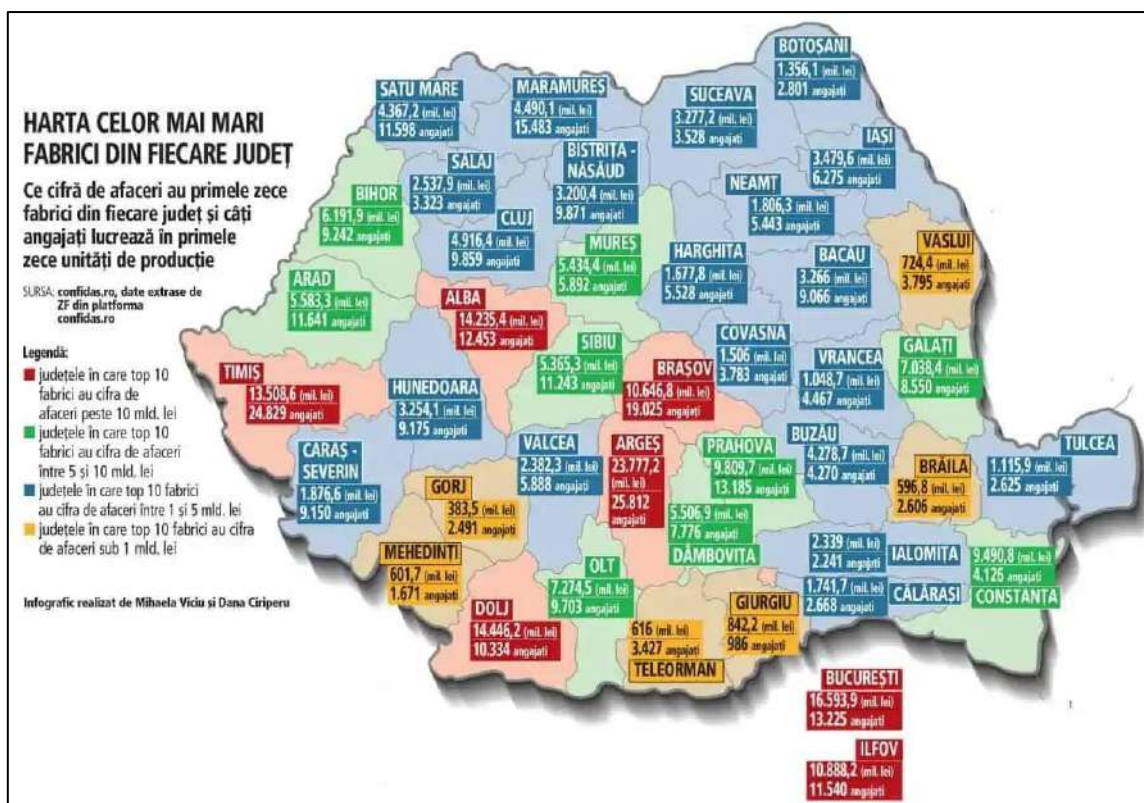 HARTA CELOR MAI MARI
FABRICI DIN FIECARE JUDEȚ
Ce cifră de afaceri au primele zece
fabrici din fiecare județ și câți
angajați lucrează în primele
zece unități de producție
SURSA: confidas.ro, date extrase de
ZF din platforma
confidas.ro
Legendă:
județele în care top 10
fabrici au cifra de
afaceri peste 10 mld. lei
județele în care top 10
fabrici au cifra de afaceri
între 5 și 10 mld. lei
județele în care top 10 fabrici
au cifra de afaceri între 1 și 5 mld. lei
județele în care top 10 fabrici au cifra
de afaceri sub 1 mld. lei
Infografic realizat de Mihaela Viciu și Dana Ciriperu
BOTOȘANI
1.356,1 (mil. lei)
2.801 angajați
SATU MARE
4.367,2 (mil. lei)
11.598 angajați
MARAMUREȘ
4.490,1 (mil. lei)
15.483 angajați
SUCEAVA
3.277,2 (mil. lei)
3.528 angajați
IAȘI
3.479,6 (mil. lei)
6.275 angajați
SĂLAJ
2.537,9 (mil. lei)
3.323 angajați
BISTRIȚA -
NĂSĂUD
3.200,4 (mil. lei)
9.871 angajați
NEAMȚ
1.806,3 (mil. lei)
5.443 angajați
BIHOR
6.191,9 (mil. lei)
9.242 angajați
CLUJ
4.916,4 (mil. lei)
9.859 angajați
MUREȘ
5.434,4 (mil. lei)
5.892 angajați
HARGHITA
1.677,8 (mil. lei)
5.528 angajați
BACĂU
3.266 (mil. lei)
9.066 angajați
VASLUI
724,4 (mil. lei)
3.795 angajați
ARAD
5.583,3 (mil. lei)
11.641 angajați
ALBA
14.235,4 (mil. lei)
12.453 angajați
SIBIU
5.365,3 (mil. lei)
11.243 angajați
BRAȘOV
10.646,8 (mil. lei)
19.025 angajați
COVASNA
1.506 (mil. lei)
3.783 angajați
VRANCEA
1.048,7 (mil. lei)
4.467 angajați
GALAȚI
7.038,4 (mil. lei)
8.550 angajați
TIMIȘ
13.508,6 (mil. lei)
24.829 angajați
HUNEDOARA
3.254,1 (mil. lei)
9.175 angajați
CARAȘ -
SEVERIN
1.876,6 (mil. lei)
9.150 angajați
VÂLCEA
2.382,3 (mil. lei)
5.888 angajați
ARGEȘ
23.777,2
(mil. lei)
25.812
angajați
PRAHOVA
9.809,7 (mil. lei)
13.185 angajați
BUZĂU
4.278,7 (mil. lei)
4.270 angajați
BRĂILA
596,8 (mil. lei)
2.606 angajați
TULCEA
1.115,9 (mil. lei)
2.625 angajați
GORJ
383,5 (mil. lei)
2.491 angajați
5.506,9 (mil. lei)
7.776 angajați
DÂMBOVIȚA
MEHEDINȚI
601,7 (mil. lei)
1.671 angajați
OLT
7.274,5 (mil. lei)
9.703 angajați
2.339 (mil. lei)
2.241 angajați
IALOMIȚA
9.490,8 (mil. lei)
4.126 angajați
CONSTANȚA
DOLJ
14.446,2 (mil. lei)
10.334 angajați
616 (mil. lei)
3.427 angajați
TELEORMAN
GIURGIU
842,2 (mil. lei)
986 angajați
1.741,7 (mil. lei)
2.668 angajați
CĂLĂRAȘI
BUCUREȘTI
16.593,9 (mil. lei)
13.225 angajați
ILFOV
10.888,2 (mil. lei)
11.540 angajați